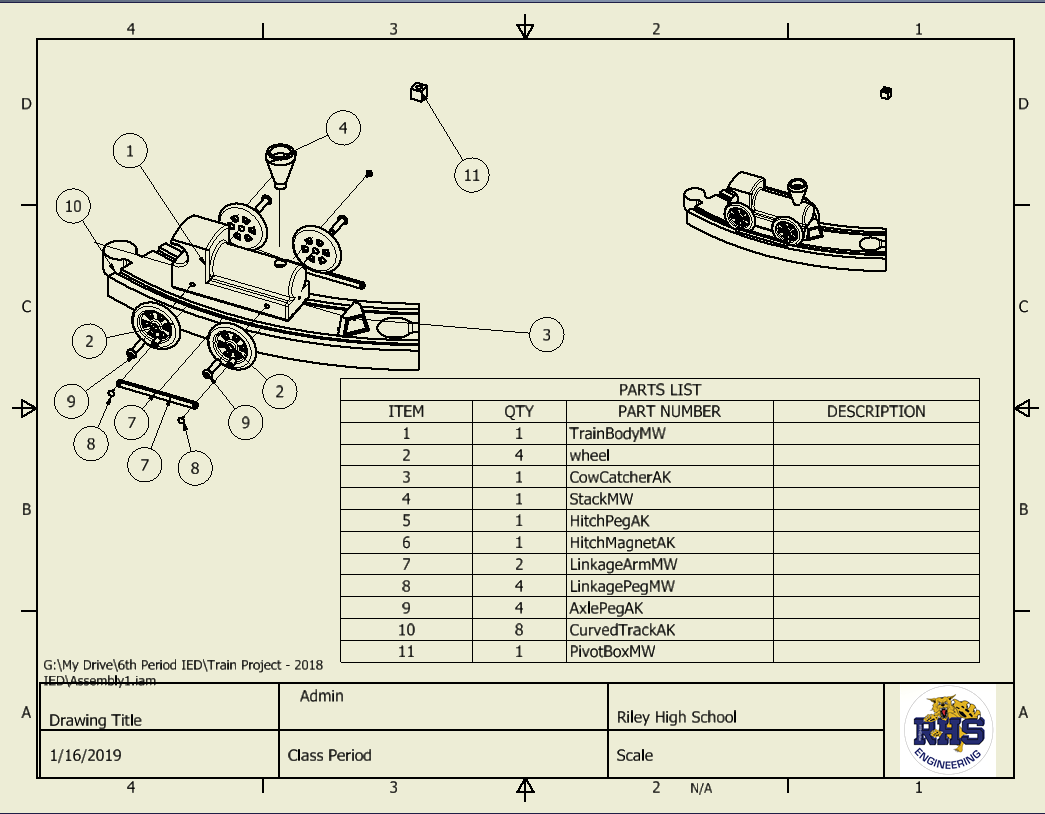 4 3 2 1
D D
4
1
11
10
C C
3
2
2
9
7
9
8
7
8
PARTS LIST
ITEM QTY PART NUMBER DESCRIPTION
1 1 TrainBodyMW
2 4 wheel
3 1 CowCatcherAK
4 1 StackMW
5 1 HitchPegAK
6 1 HitchMagnetAK
7 2 LinkageArmMW
8 4 LinkagePegMW
9 4 AxlePegAK
10 8 CurvedTrackAK
11 1 PivotBoxMW
B B
G:\My Drive\6th Period IED\Train Project - 2018
IED\Assembly1.iam
A A
Drawing Title Admin Riley High School
1/16/2019 Class Period Scale
RHS
ENGINEERING
4 3 2 N/A 1